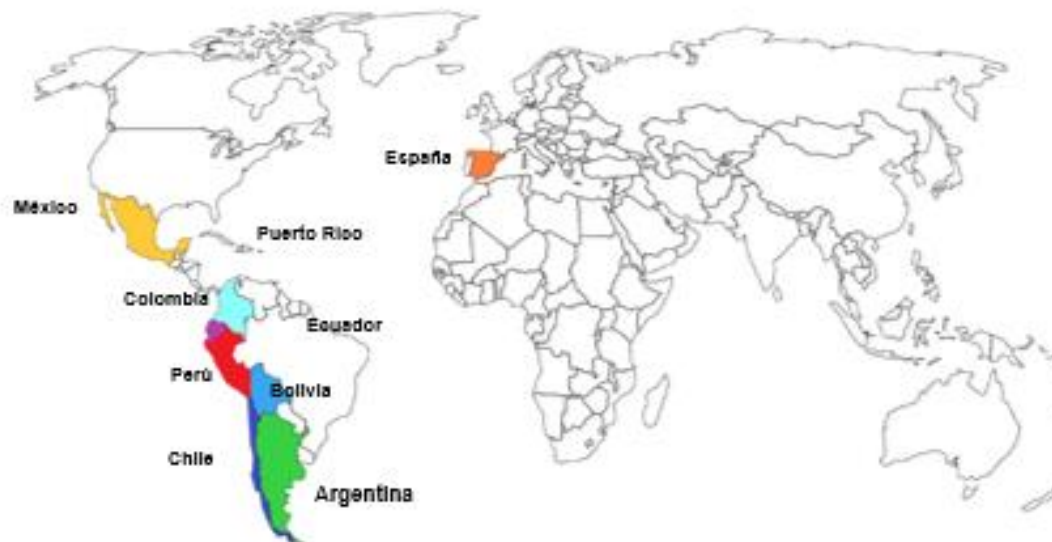 España
México
Puerto Rico
Colombia
Ecuador
Perú
Bolivia
Chile
Argentina